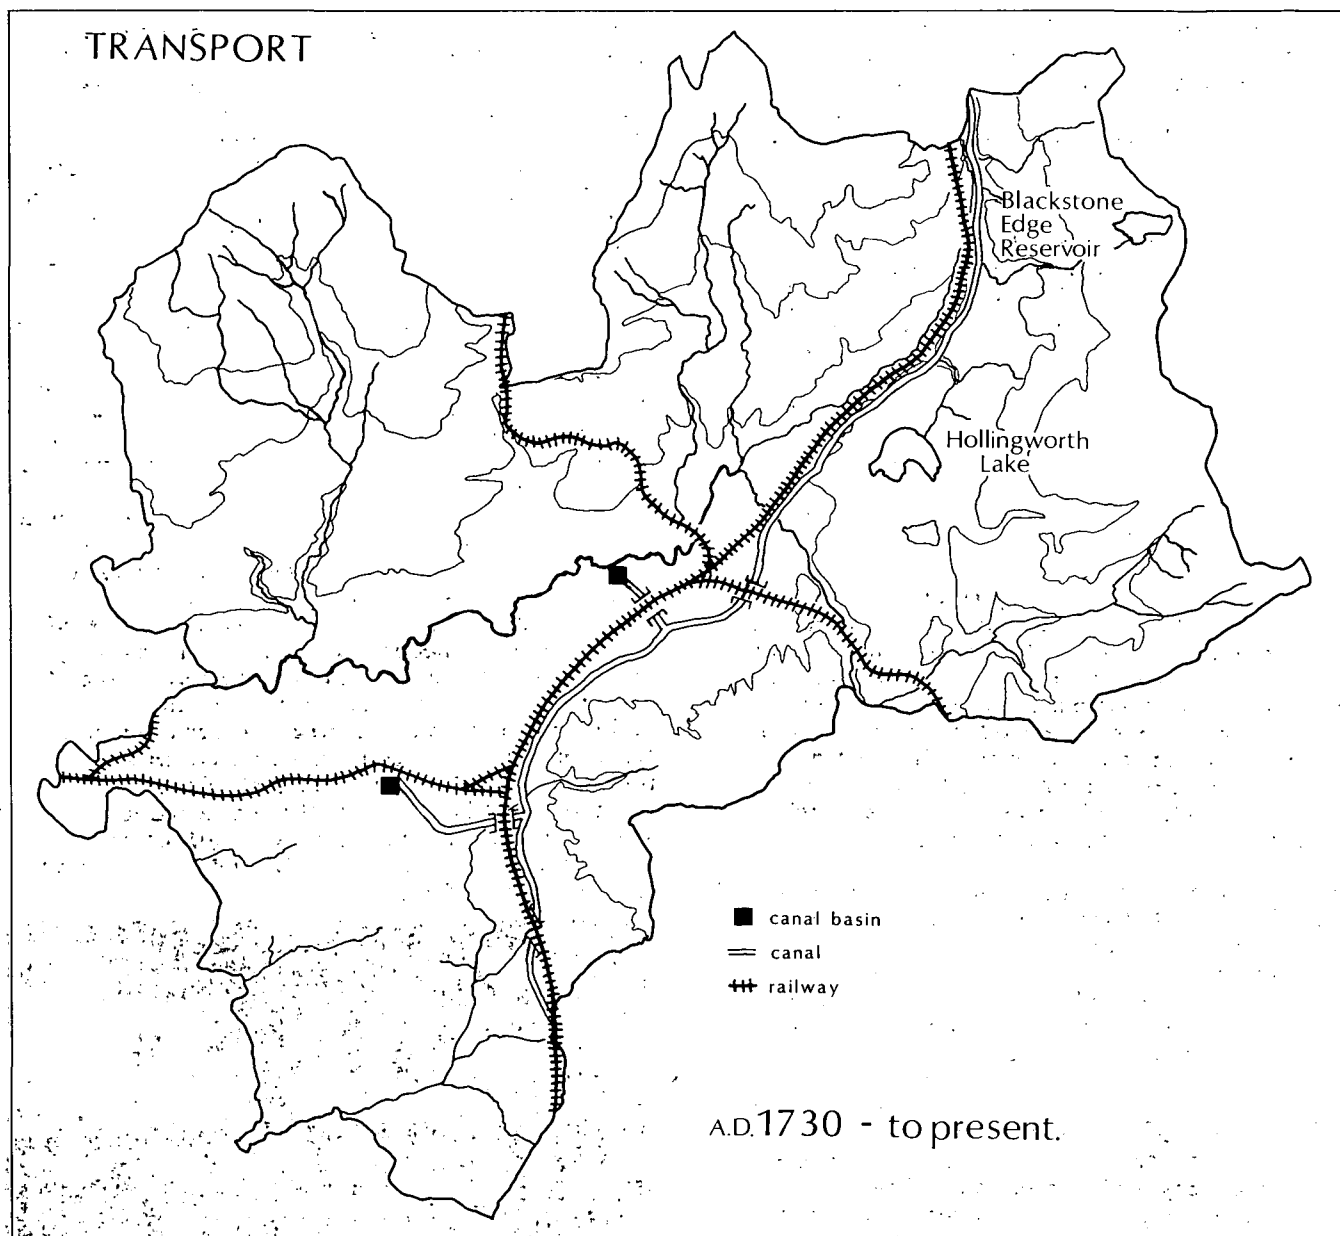 TRANSPORT
Blackstone
Edge
Reservoir
Hollingworth
Lake
canal basin
canal
railway
A.D.1730 - to present.